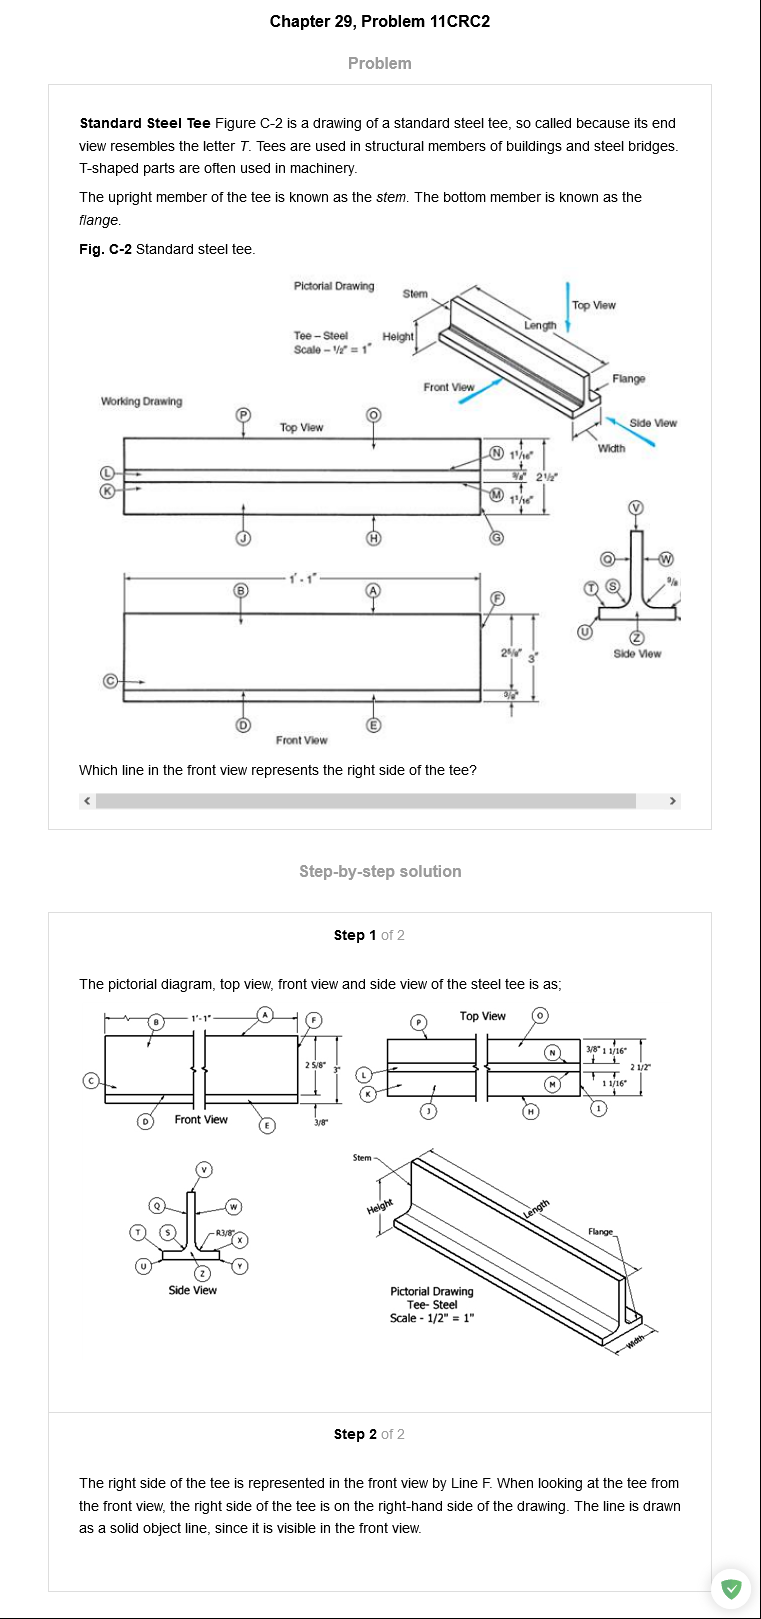 Chapter 29, Problem 11CRC2
Problem
Standard Steel Tee Figure C-2 is a drawing of a standard steel tee, so called because its end
view resembles the letter T. Tees are used in structural members of buildings and steel bridges.
T-shaped parts are often used in machinery.
The upright member of the tee is known as the stem. The bottom member is known as the
flange.
Fig. C-2 Standard steel tee.
Pictorial Drawing
Stem
Top View
Length
Tee – Steel
Scale – 1/2" = 1"
Height
Flange
Front View
Working Drawing
P
O
Top View
Side View
Width
N
1 1/16"
L
3/8"
2 1/2"
K
M
1 1/16"
V
J
H
G
Q
W
1' - 1"
B
A
F
T
S
3/8
U
Z
2 5/8"
3"
Side View
C
3/8"
D
E
Front View
Which line in the front view represents the right side of the tee?
Step-by-step solution
Step 1 of 2
The pictorial diagram, top view, front view and side view of the steel tee is as;
B
1'- 1"
A
F
P
Top View
O
N
3/8"
1 1/16"
2 5/8"
3"
2 1/2"
C
L
K
M
1 1/16"
D
Front View
E
3/8"
J
H
I
Stem
V
Height
Length
Q
W
T
S
R3/8"
X
Flange
U
Z
Y
Side View
Pictorial Drawing
Tee- Steel
Scale - 1/2" = 1"
Width
Step 2 of 2
The right side of the tee is represented in the front view by Line F. When looking at the tee from
the front view, the right side of the tee is on the right-hand side of the drawing. The line is drawn
as a solid object line, since it is visible in the front view.